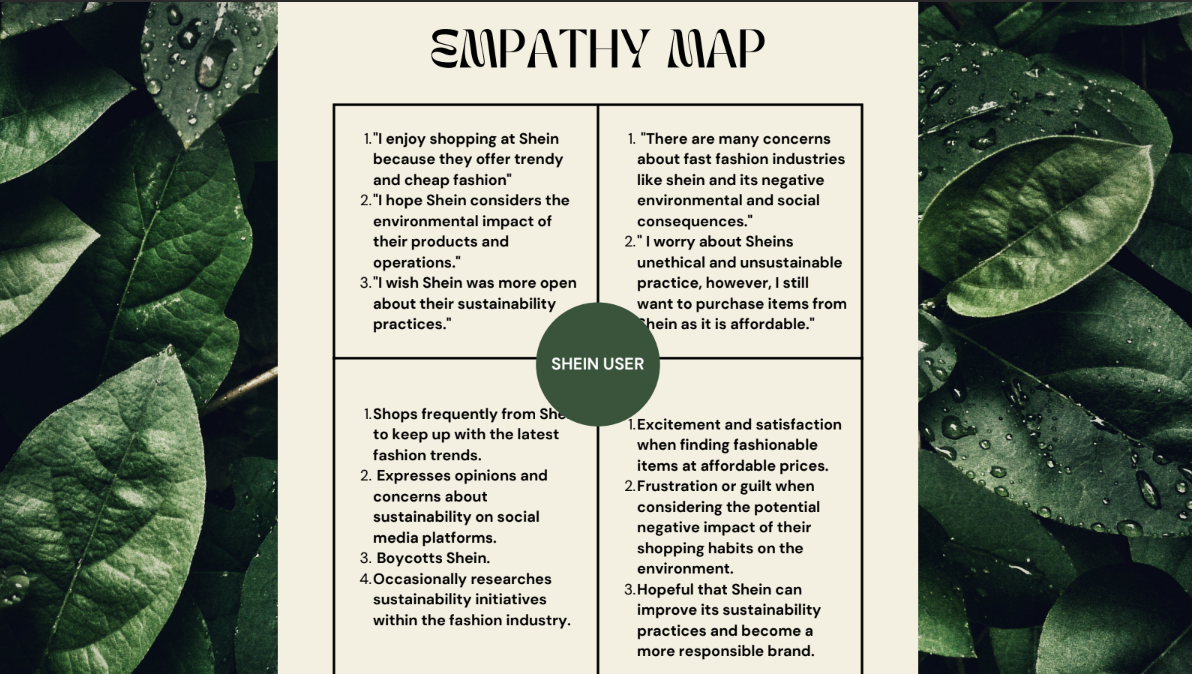 EMPATHY MAP
1."I enjoy shopping at Shein
because they offer trendy
and cheap fashion"
2."I hope Shein considers the
environmental impact of
their products and
operations."
3."I wish Shein was more open
about their sustainability
practices."
1. "There are many concerns
about fast fashion industries
like shein and its negative
environmental and social
consequences."
2." I worry about Sheins
unethical and unsustainable
practice, however, I still
want to purchase items from
Shein as it is affordable."
SHEIN USER
1.Shops frequently from She
to keep up with the latest
fashion trends.
2. Expresses opinions and
concerns about
sustainability on social
media platforms.
3. Boycotts Shein.
4.Occasionally researches
sustainability initiatives
within the fashion industry.
1.Excitement and satisfaction
when finding fashionable
items at affordable prices.
2.Frustration or guilt when
considering the potential
negative impact of their
shopping habits on the
environment.
3.Hopeful that Shein can
improve its sustainability
practices and become a
more responsible brand.